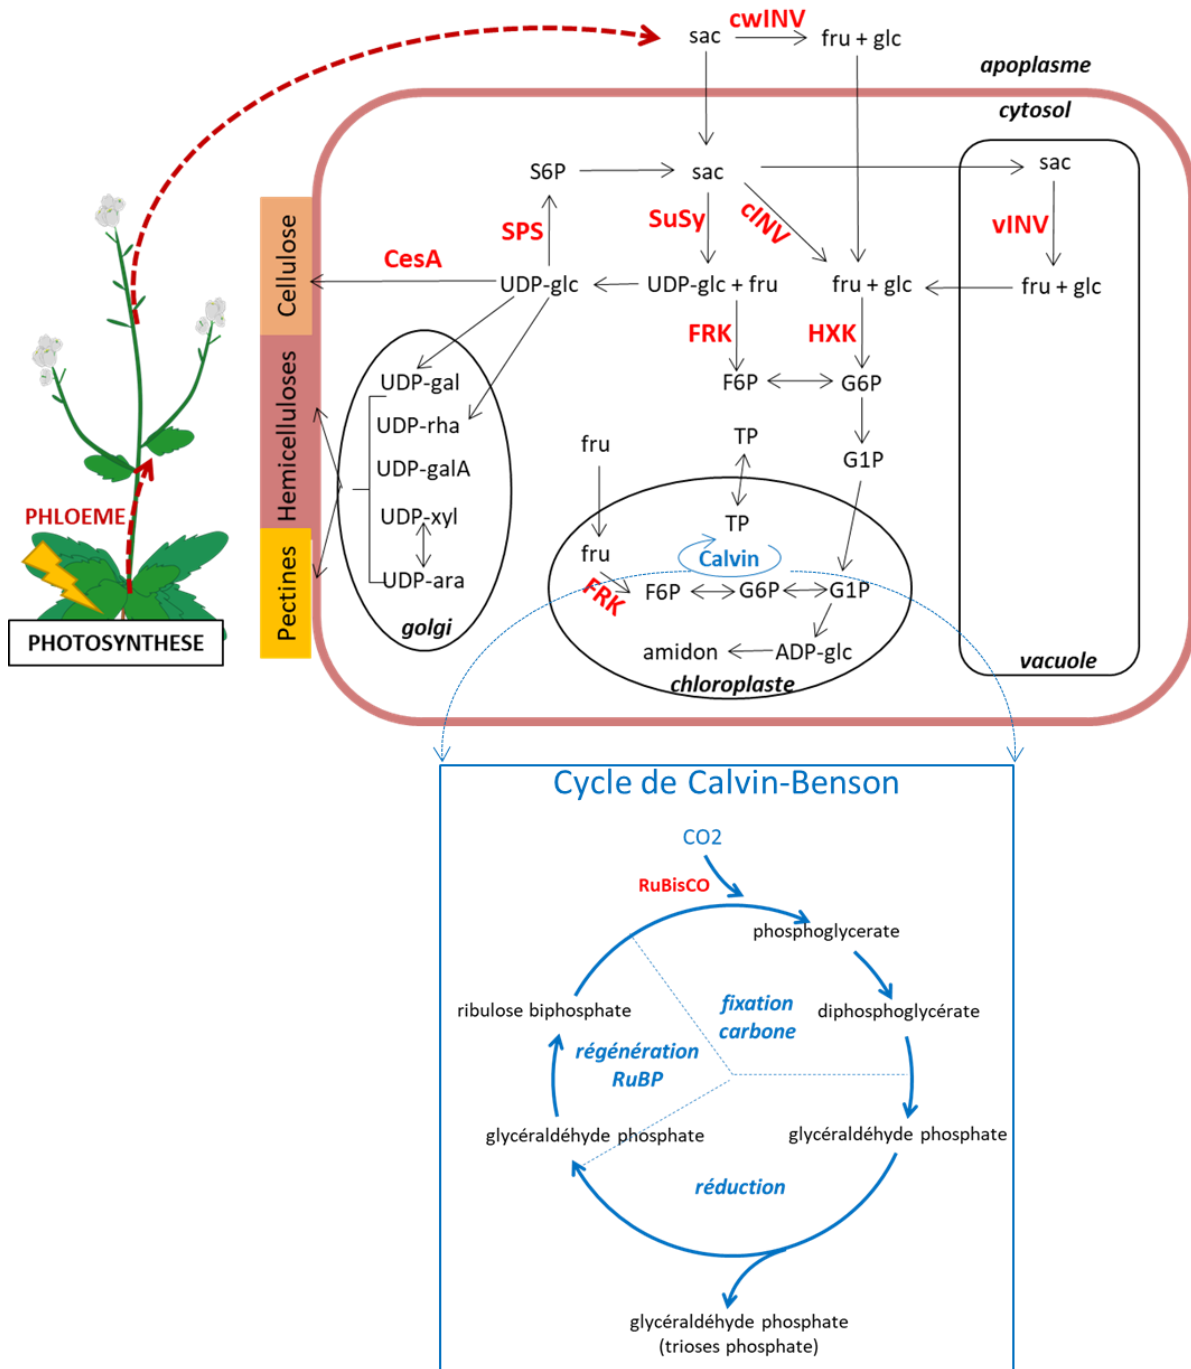 cwINV
sac
fru + glc
apoplasme
cytosol
S6P
sac
sac
SPS
SuSy
cINV
vINV
CesA
UDP-glc
UDP-glc + fru
fru + glc
fru + glc
Cellulose
Hemicelluloses
Pectines
FRK
HXK
UDP-gal
F6P
G6P
UDP-rha
TP
fru
G1P
UDP-galA
PHLOEME
UDP-xyl
TP
fru
Calvin
UDP-ara
FRK
F6P
G6P
G1P
golgi
PHOTOSYNTHESE
amidon
ADP-glc
vacuole
chloroplaste
Cycle de Calvin-Benson
CO2
RuBisCO
phosphoglycerate
ribulose biphosphate
fixation
carbone
diphosphoglycérate
régénération
RuBP
glycéraldéhyde phosphate
glycéraldéhyde phosphate
réduction
glycéraldéhyde phosphate
(trioses phosphate)